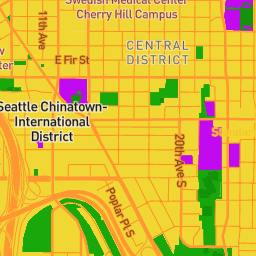 Swedish Medical Center
Cherry Hill Campus
11th Ave
CENTRAL
DISTRICT
E Fir St
Seattle Chinatown-
International
District
20th Ave S
Poplar Pl S